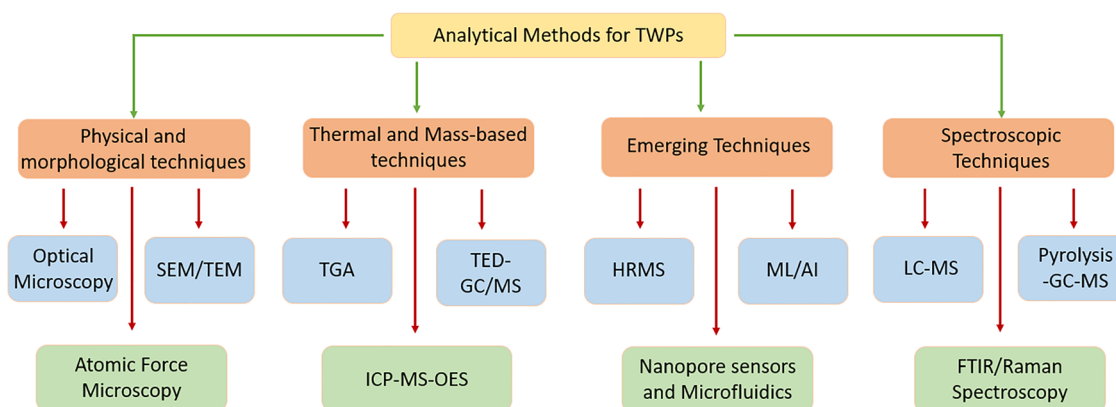 Analytical Methods for TWPs
Physical and
morphological techniques
Thermal and Mass-based
techniques
Emerging Techniques
Spectroscopic
Techniques
Optical
Microscopy
SEM/TEM
TGA
TED-
GC/MS
HRMS
ML/AI
LC-MS
Pyrolysis
-GC-MS
Atomic Force
Microscopy
ICP-MS-OES
Nanopore sensors
and Microfluidics
FTIR/Raman
Spectroscopy